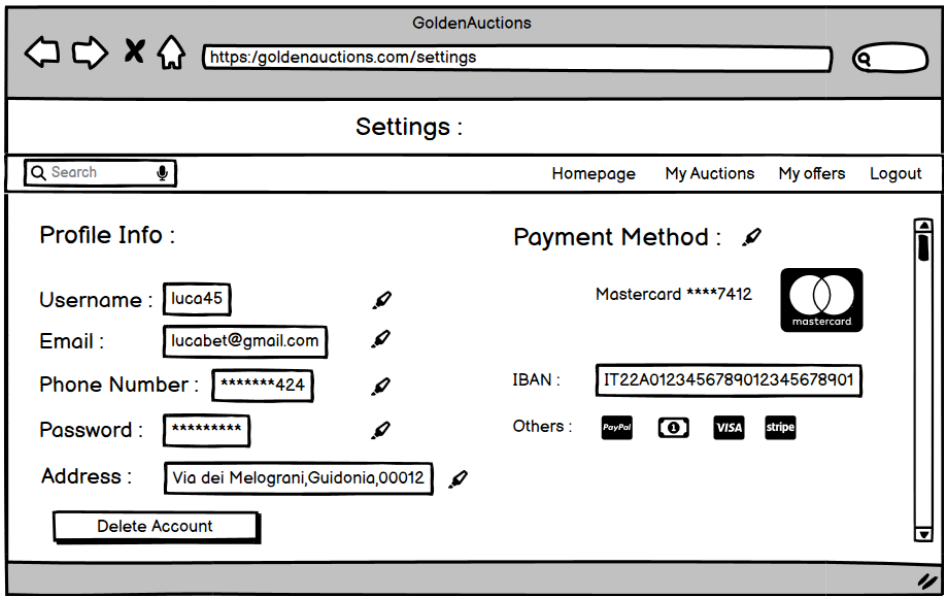 GoldenAuctions
https:/goldenauctions.com/settings
Settings :
Search
Homepage My Auctions My offers Logout
Profile Info :
Username : luca45
Email : lucabet@gmail.com
Phone Number : *******424
Password : *********
Address : Via dei Melograni,Guidonia,00012
Delete Account
Payment Method :
Mastercard ****7412
mastercard
IBAN : IT22A0123456789012345678901
Others : PayPal 1 VISA stripe